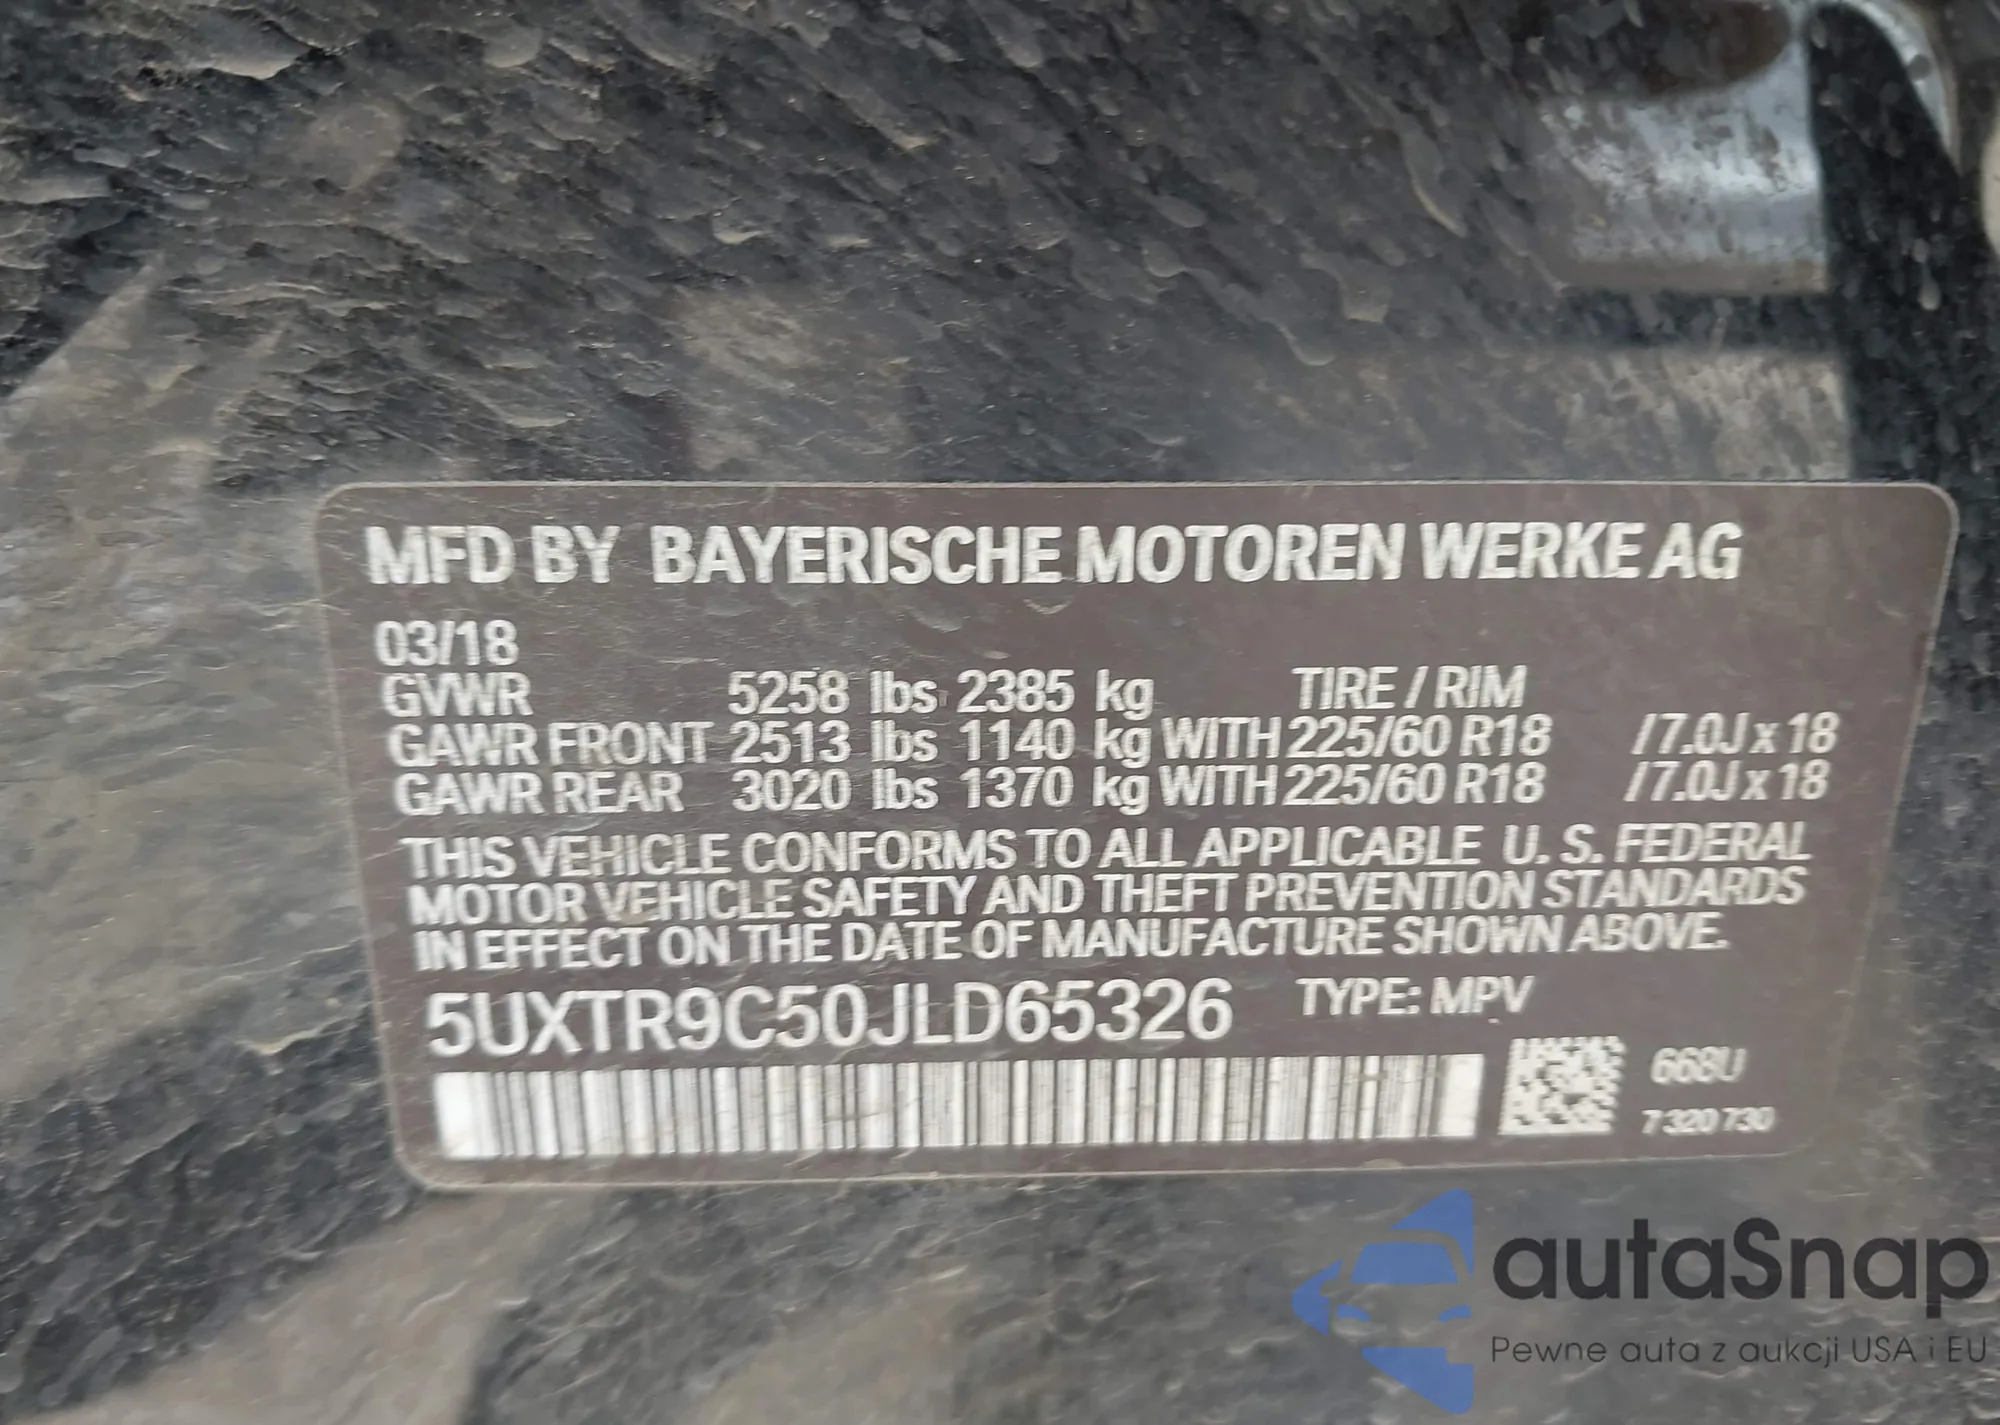 MFD BY BAYERISCHE MOTOREN WERKE AG
03/18
GVWR 5258 lbs 2385 kg TIRE / RIM
GAWR FRONT 2513 lbs 1140 kg WITH 225/60 R18 /7.0J x 18
GAWR REAR 3020 lbs 1370 kg WITH 225/60 R18 /7.0J x 18
THIS VEHICLE CONFORMS TO ALL APPLICABLE U. S. FEDERAL
MOTOR VEHICLE SAFETY AND THEFT PREVENTION STANDARDS
IN EFFECT ON THE DATE OF MANUFACTURE SHOWN ABOVE.
5UXTR9C50JLD65326 TYPE: MPV
668U
7 320 730
autaSnap
Pewne auta z aukcji USA i EU